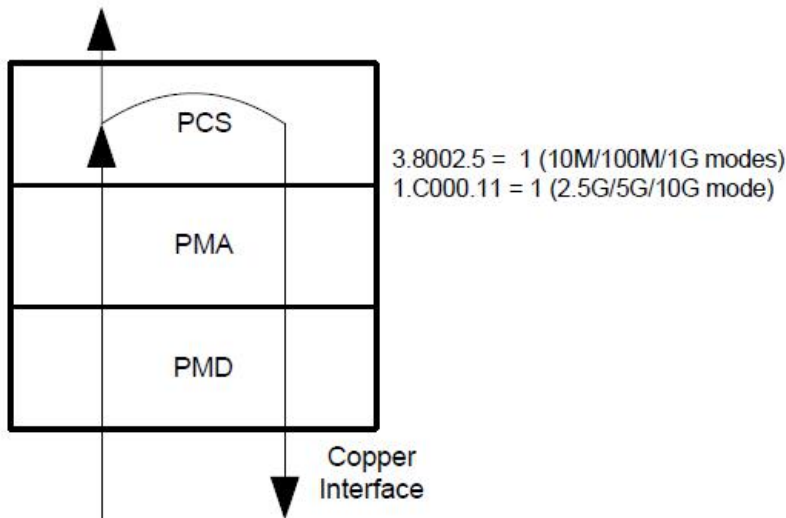 PCS
3.8002.5 =  1 (10M/100M/1G modes)
1.C000.11 = 1 (2.5G/5G/10G mode)
PMA
PMD
Copper
Interface